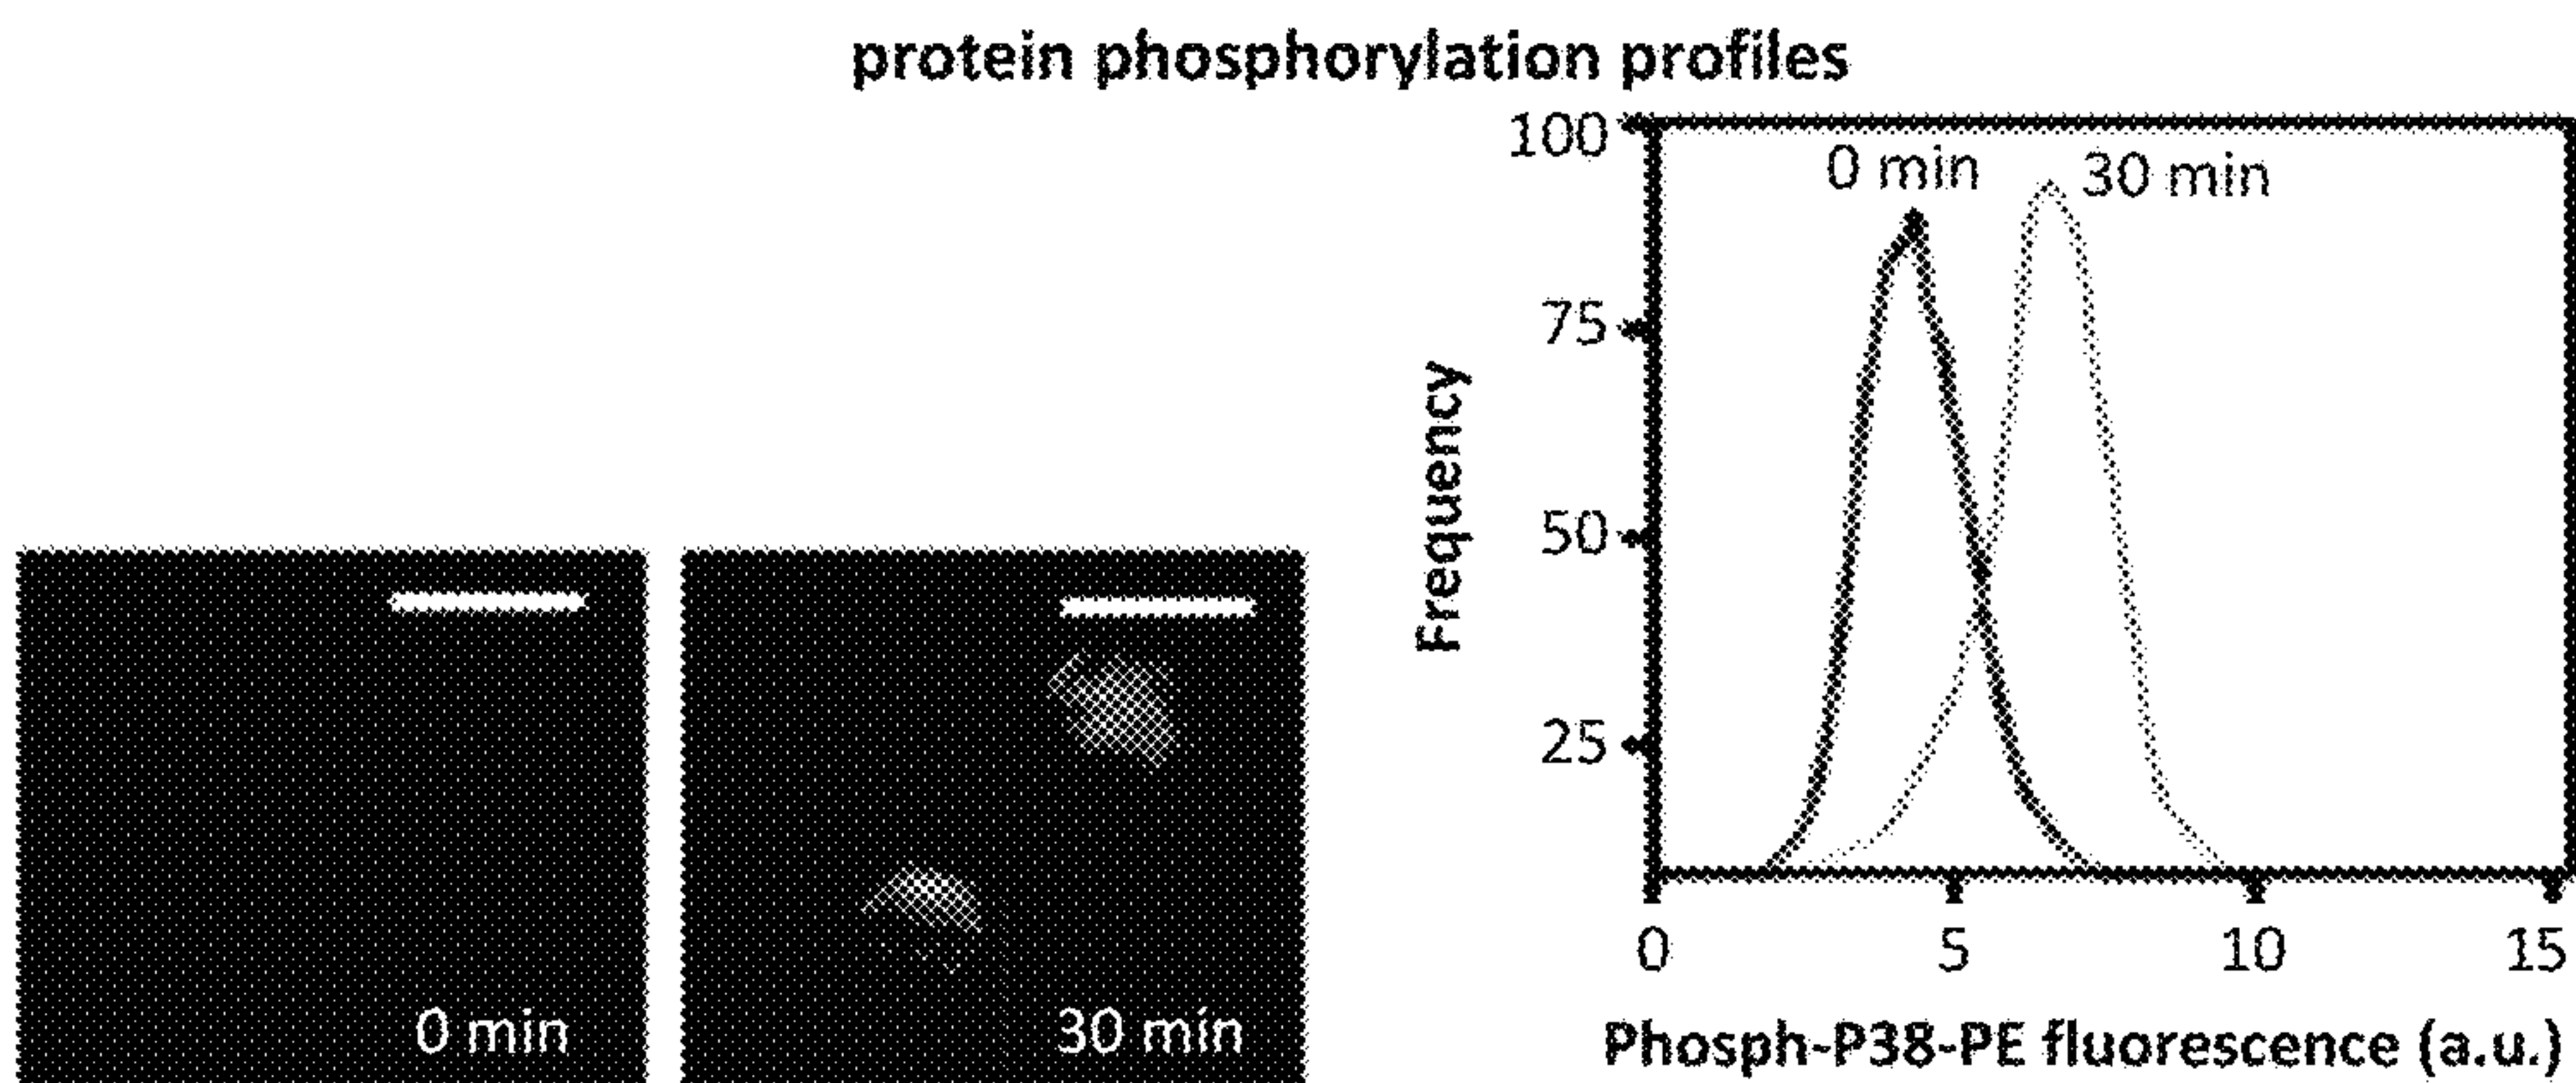 protein phosphorylation profiles
0 min
30 min
100
75
50
25
Frequency
0 min
30 min
0
5
10
15
Phosph-P38-PE fluorescence (a.u.)